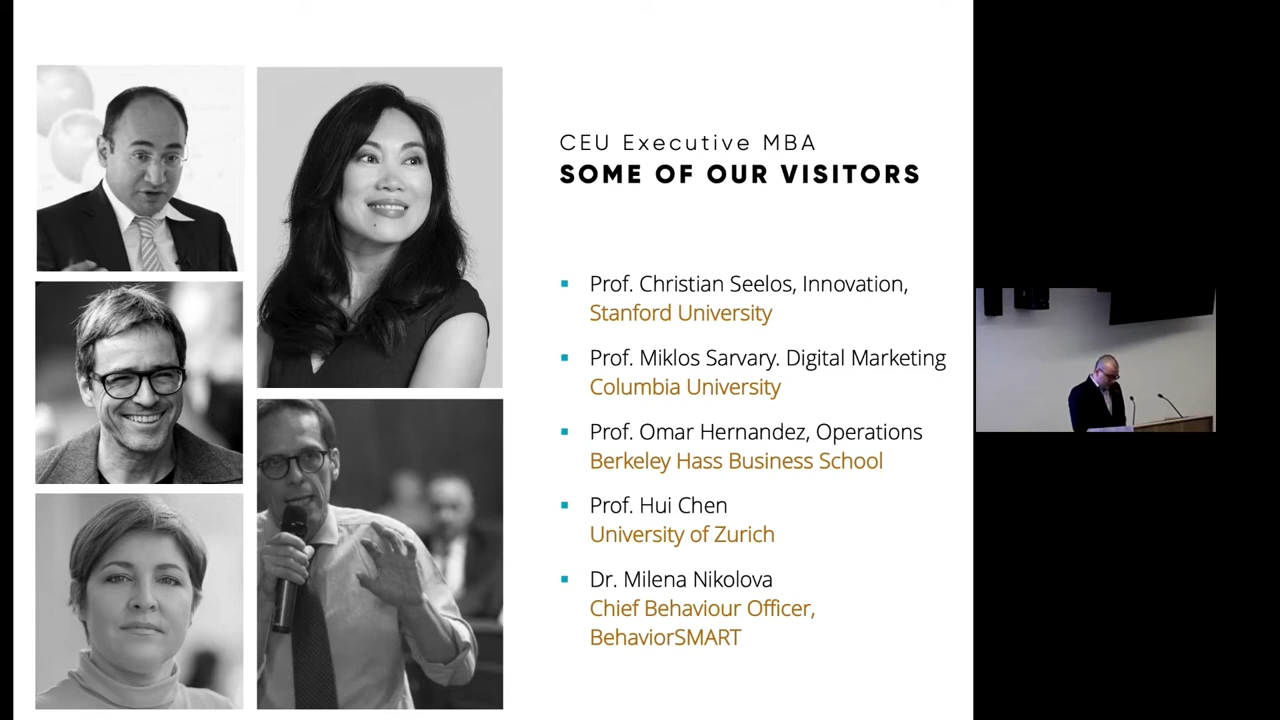 CEU Executive MBA
SOME OF OUR VISITORS
Prof. Christian Seelos, Innovation,
Stanford University
Prof. Miklos Sarvary. Digital Marketing
Columbia University
Prof. Omar Hernandez, Operations
Berkeley Hass Business School
Prof. Hui Chen
University of Zurich
Dr. Milena Nikolova
Chief Behaviour Officer,
BehaviorSMART